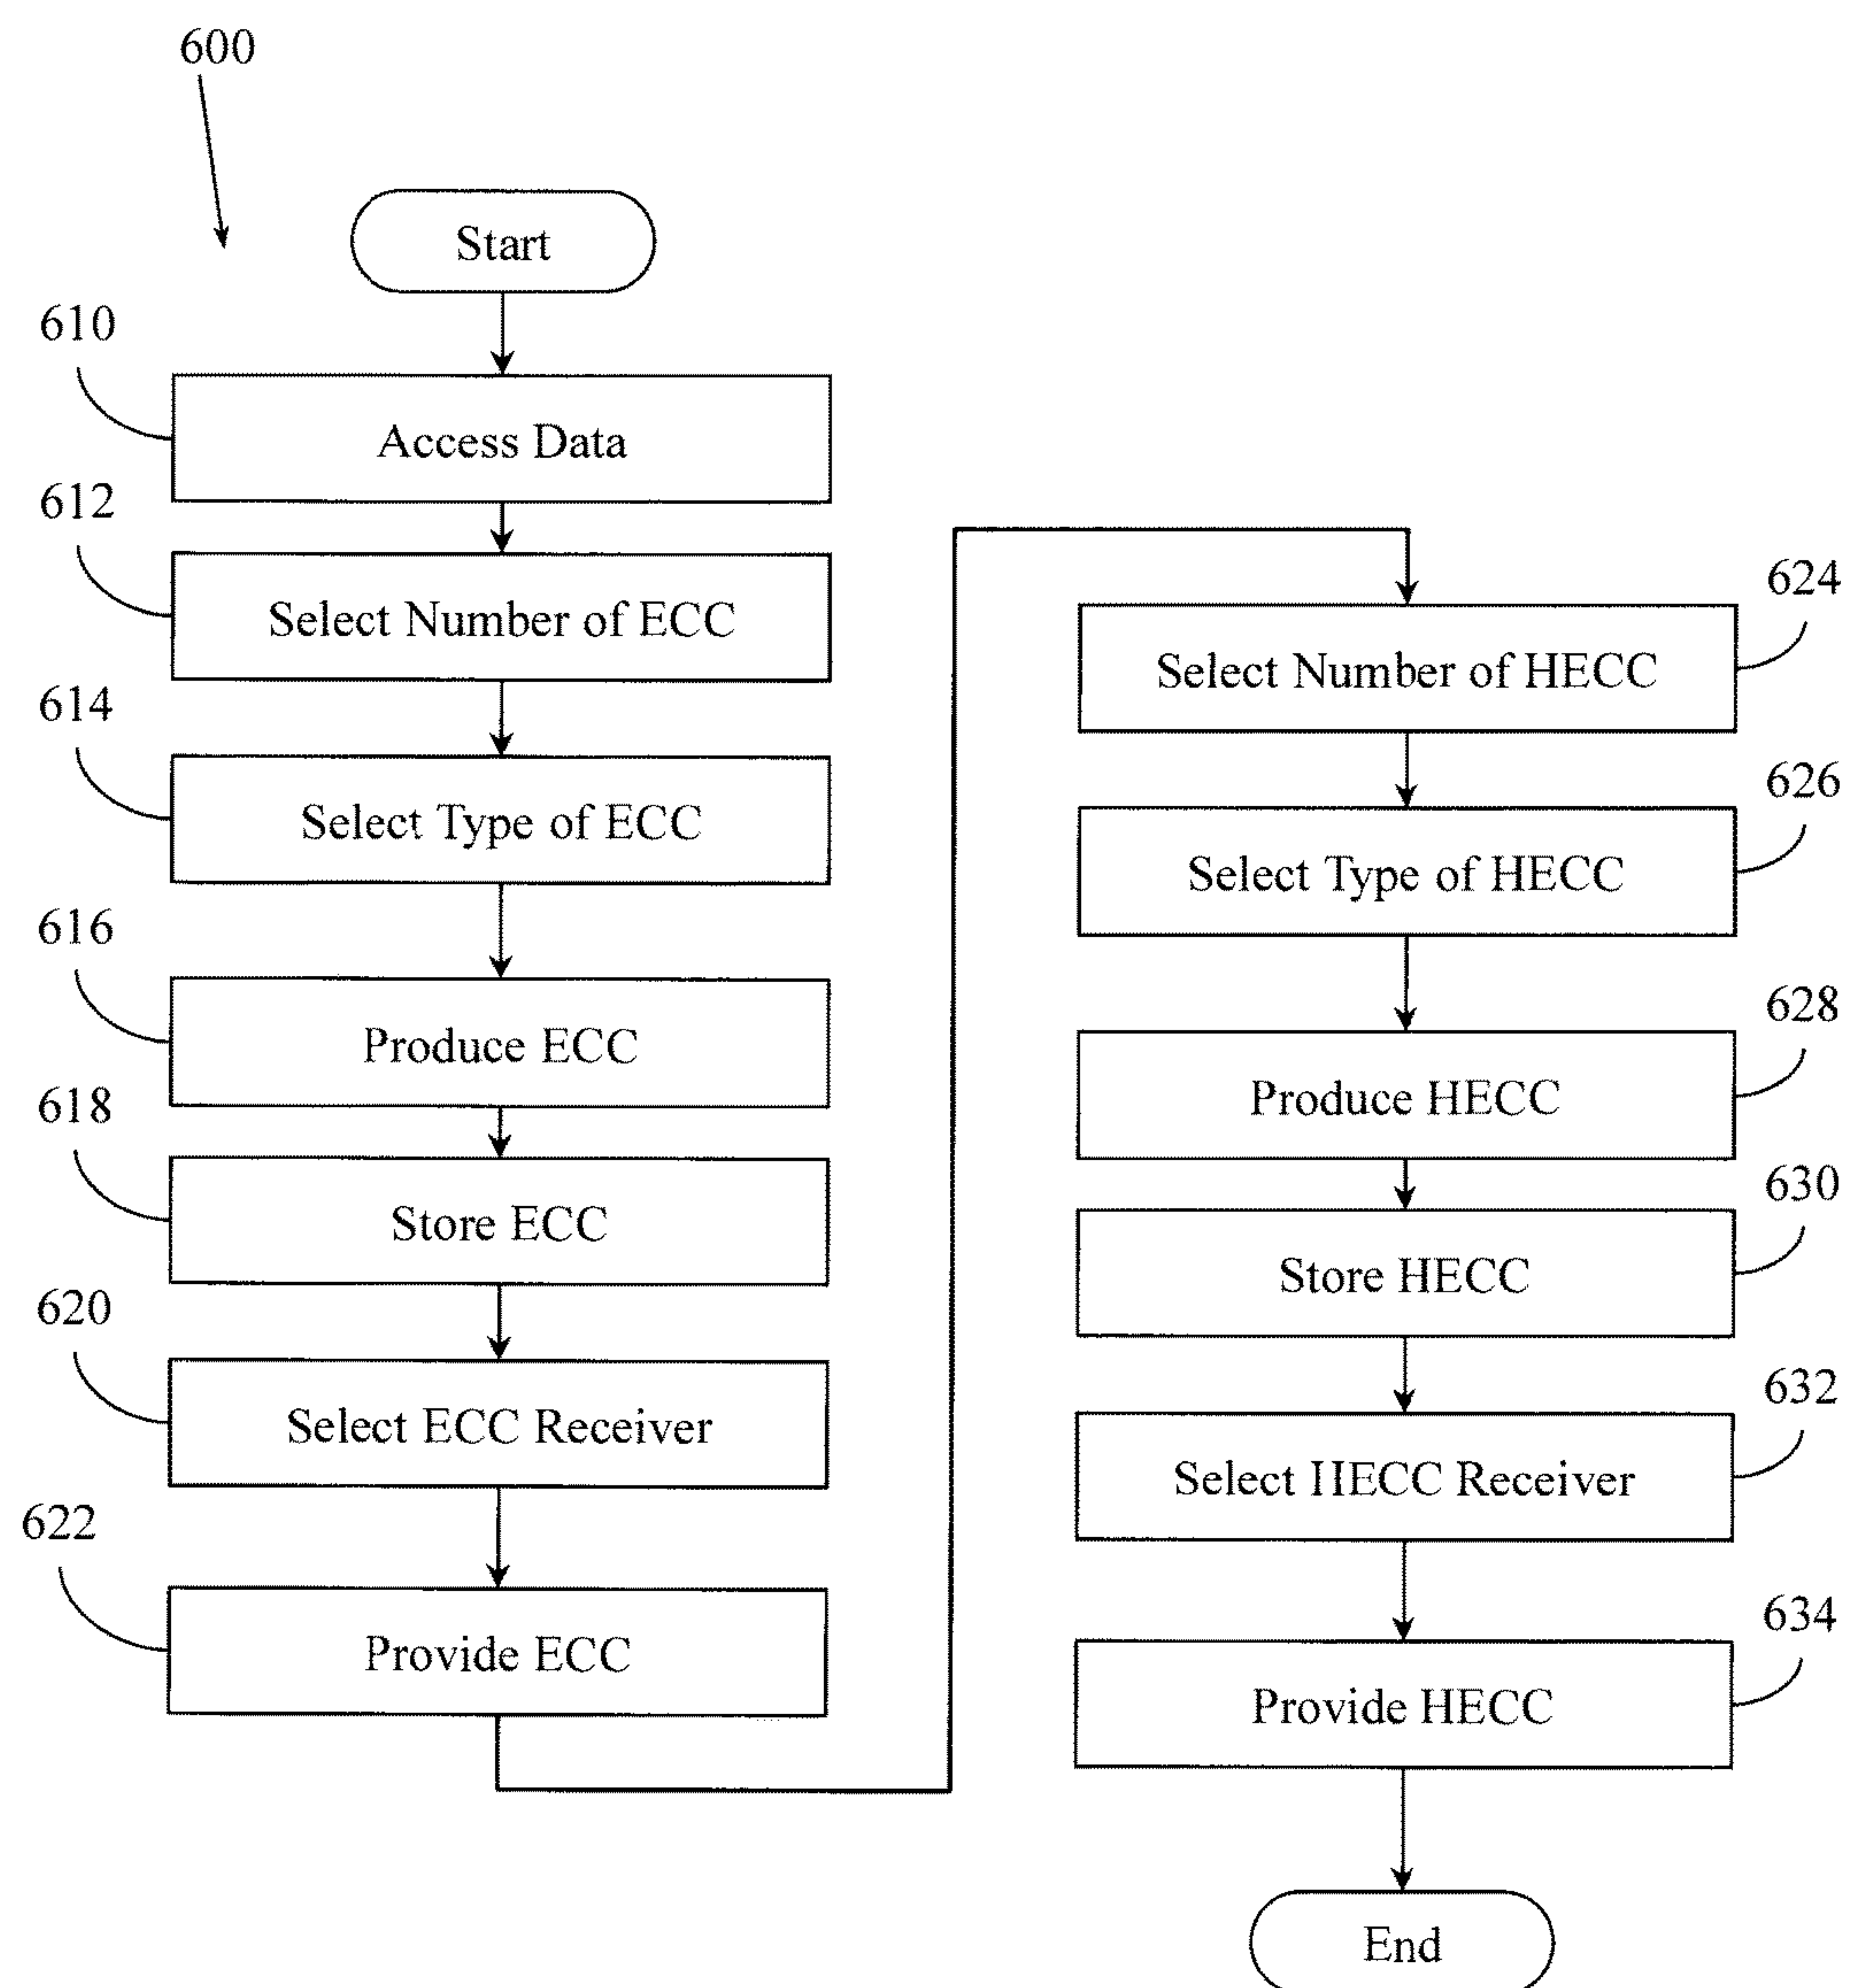 600
Start
610
Access Data
612
Select Number of ECC
614
Select Type of ECC
616
Produce ECC
618
Store ECC
620
Select ECC Receiver
622
Provide ECC
624
Select Number of HECC
626
Select Type of HECC
628
Produce HECC
630
Store HECC
632
Select HECC Receiver
634
Provide HECC
End